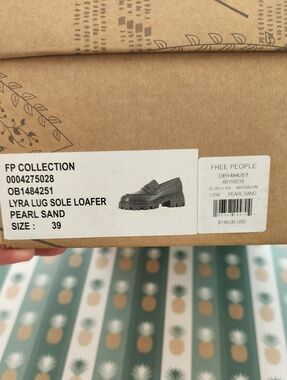 FP COLLECTION
0004275028
OB1484251
LYRA LUG SOLE LOAFER
PEARL SAND
SIZE : 39
FREE PEOPLE
OB1484251
PEARL SAND
$148.00 USD